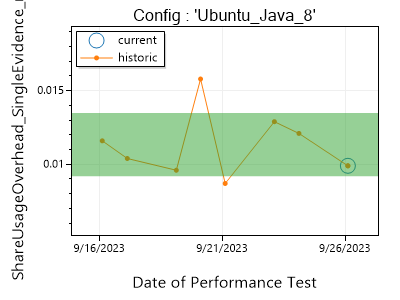 Config : 'Ubuntu_Java_8'
ShareUsageOverhead_SingleEvidence_
current
historic
0.015
0.01
9/16/2023
9/21/2023
9/26/2023
Date of Performance Test